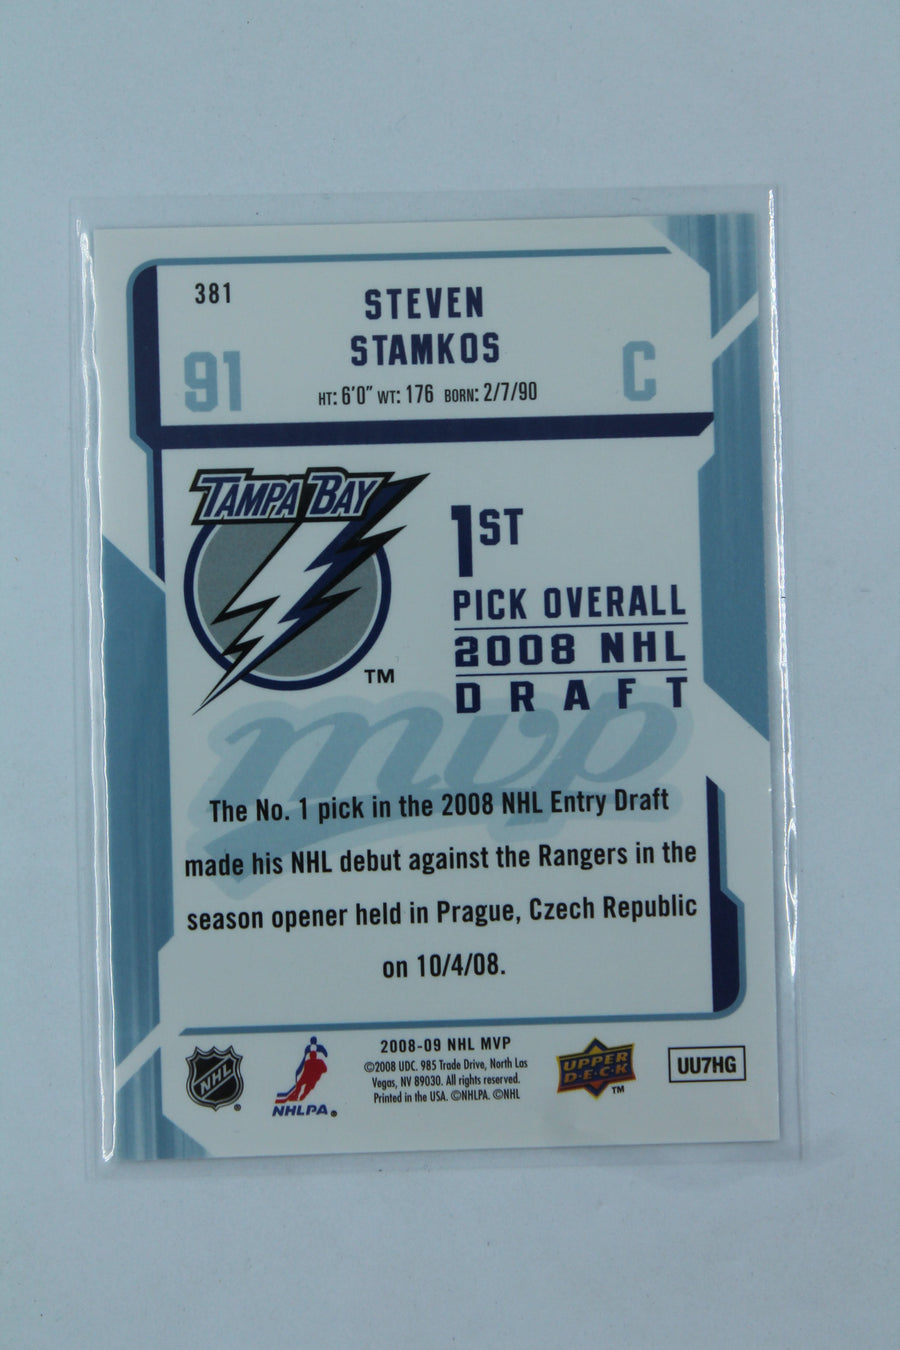 381
STEVEN
STAMKOS
91
C
HT: 6'0" WT: 176 BORN: 2/7/90
TAMPA BAY
TM
1ST
PICK OVERALL
2008 NHL
DRAFT
mvp
The No. 1 pick in the 2008 NHL Entry Draft
made his NHL debut against the Rangers in the
season opener held in Prague, Czech Republic
on 10/4/08.
NHL
®
NHLPA®
2008-09 NHL MVP
©2008 UDC. 985 Trade Drive, North Las
Vegas, NV 89030. All rights reserved.
Printed in the USA. ©NHLPA. ©NHL
UPPER
D·E·C·K
TM
UU7HG